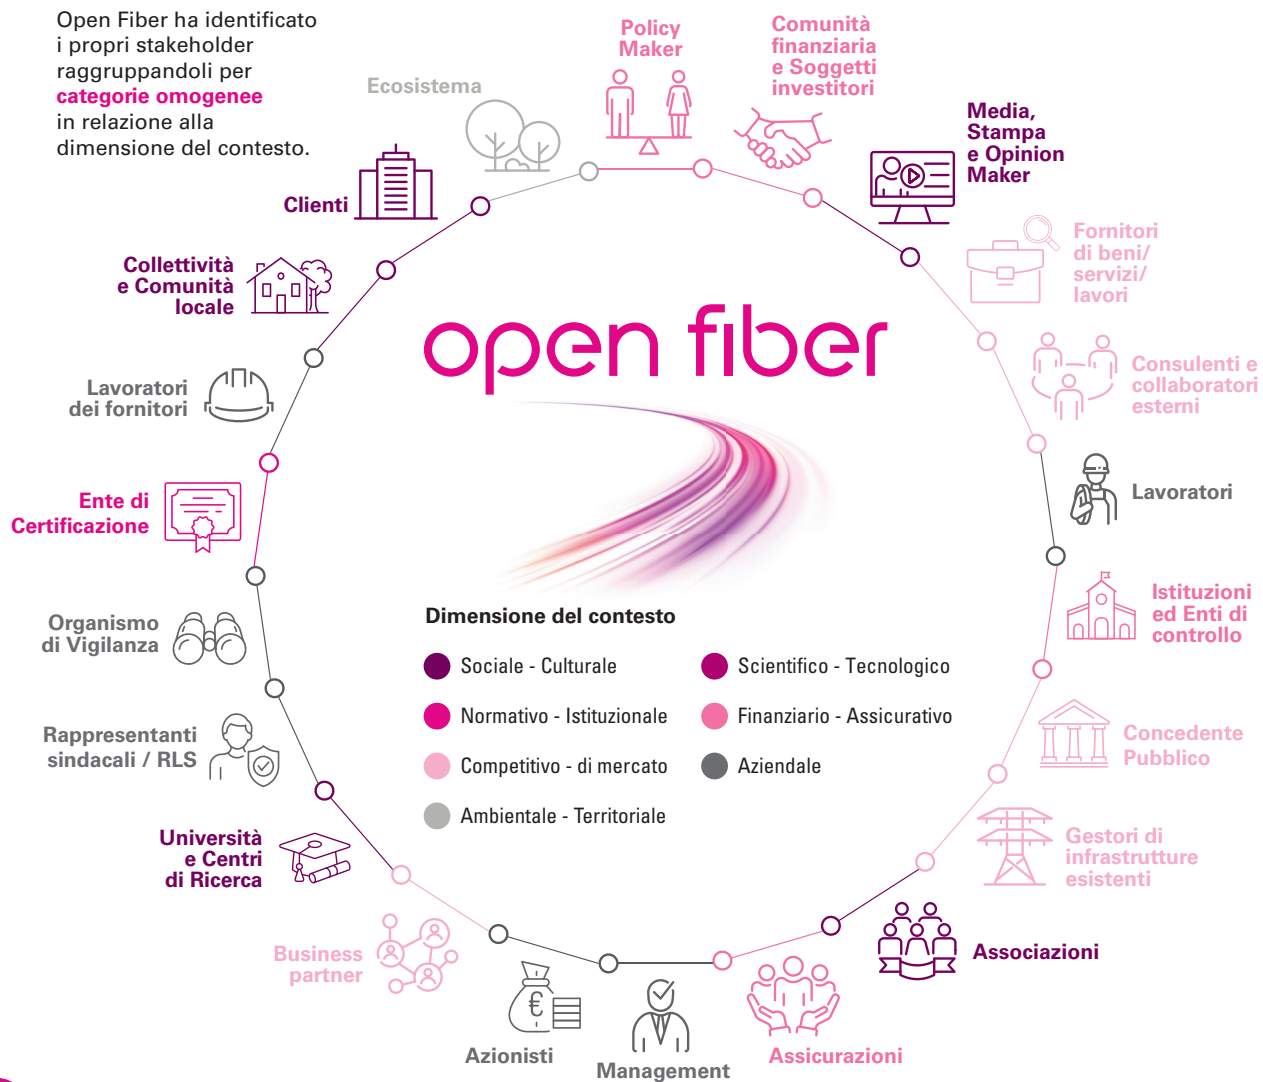 Open Fiber ha identificato
i propri stakeholder
raggruppandoli per
categorie omogenee
in relazione alla
dimensione del contesto.
Policy
Maker
Comunità
finanziaria
e Soggetti
investitori
Media,
Stampa
e Opinion
Maker
Fornitori
di beni/
servizi/
lavori
Consulenti e
collaboratori
esterni
Lavoratori
Istituzioni
ed Enti di
controllo
Concedente
Pubblico
Gestori di
infrastrutture
esistenti
Associazioni
Assicurazioni
Management
Azionisti
€
Business
partner
Università
e Centri
di Ricerca
Rappresentanti
sindacali / RLS
Organismo
di Vigilanza
Ente di
Certificazione
Lavoratori
dei fornitori
Collettività
e Comunità
locale
Clienti
Ecosistema
open fiber
Dimensione del contesto
Sociale - Culturale
Scientifico - Tecnologico
Normativo - Istituzionale
Finanziario - Assicurativo
Competitivo - di mercato
Aziendale
Ambientale - Territoriale